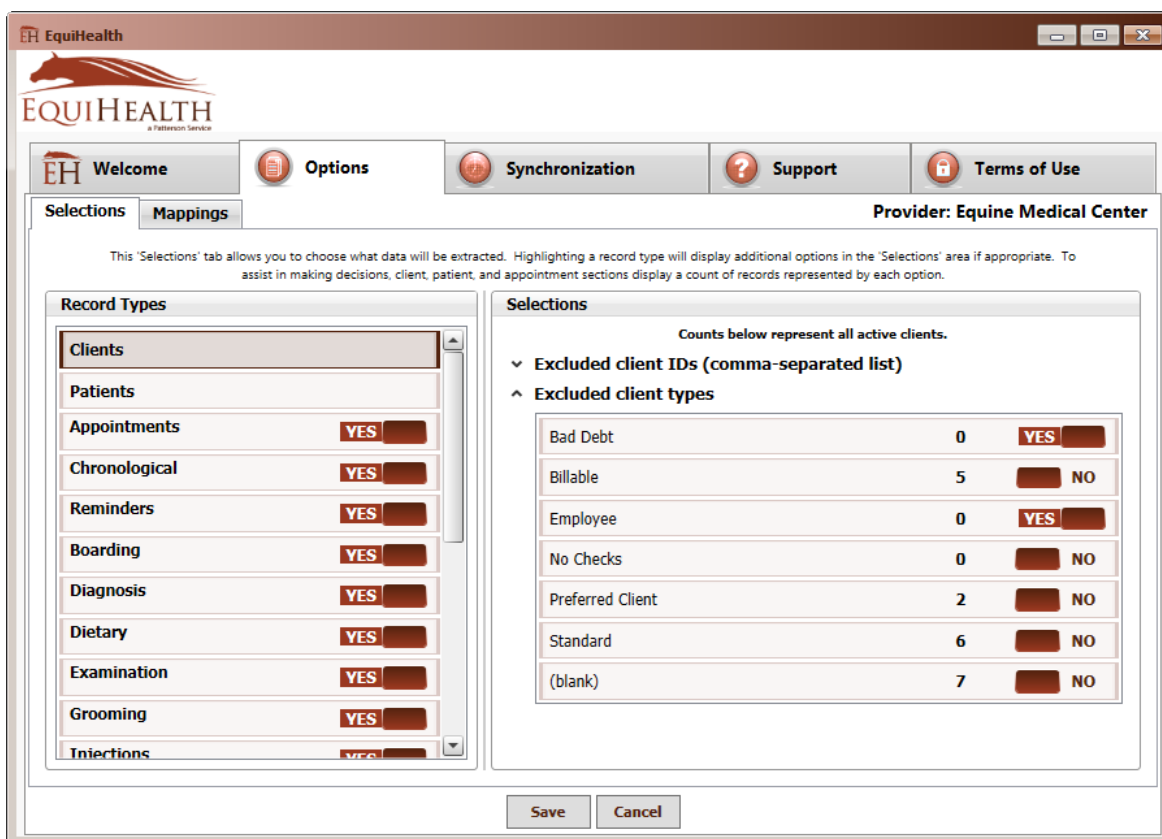 EH EquiHealth
EQUIHEALTH
a Patterson Service
EH Welcome
Options
Synchronization
? Support
Terms of Use
Selections
Mappings
Provider: Equine Medical Center
This 'Selections' tab allows you to choose what data will be extracted. Highlighting a record type will display additional options in the 'Selections' area if appropriate. To
assist in making decisions, client, patient, and appointment sections display a count of records represented by each option.
Record Types
Clients
Patients
Appointments YES
Chronological YES
Reminders YES
Boarding YES
Diagnosis YES
Dietary YES
Examination YES
Grooming YES
Injections YES
Selections
Counts below represent all active clients.
Excluded client IDs (comma-separated list)
Excluded client types
Bad Debt 0 YES
Billable 5 NO
Employee 0 YES
No Checks 0 NO
Preferred Client 2 NO
Standard 6 NO
(blank) 7 NO
Save
Cancel